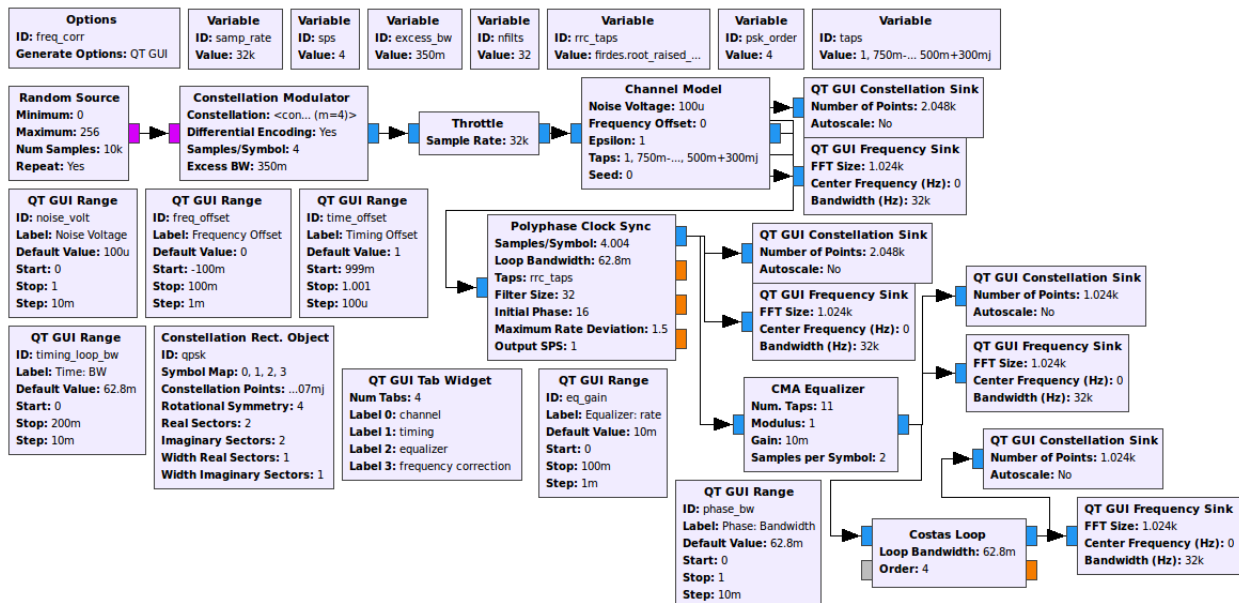 Options
ID: freq_corr
Generate Options: QT GUI
Variable
ID: samp_rate
Value: 32k
Variable
ID: sps
Value: 4
Variable
ID: excess_bw
Value: 350m
Variable
ID: nfilts
Value: 32
Variable
ID: rrc_taps
Value: firdes.root_raised_...
Variable
ID: psk_order
Value: 4
Variable
ID: taps
Value: 1, 750m-... 500m+300mj
Random Source
Minimum: 0
Maximum: 256
Num Samples: 10k
Repeat: Yes
Constellation Modulator
Constellation: <con... (m=4)>
Differential Encoding: Yes
Samples/Symbol: 4
Excess BW: 350m
Throttle
Sample Rate: 32k
Channel Model
Noise Voltage: 100u
Frequency Offset: 0
Epsilon: 1
Taps: 1, 750m-..., 500m+300mj
Seed: 0
QT GUI Constellation Sink
Number of Points: 2.048k
Autoscale: No
QT GUI Frequency Sink
FFT Size: 1.024k
Center Frequency (Hz): 0
Bandwidth (Hz): 32k
QT GUI Range
ID: noise_volt
Label: Noise Voltage
Default Value: 100u
Start: 0
Stop: 1
Step: 10m
QT GUI Range
ID: freq_offset
Label: Frequency Offset
Default Value: 0
Start: -100m
Stop: 100m
Step: 1m
QT GUI Range
ID: time_offset
Label: Timing Offset
Default Value: 1
Start: 999m
Stop: 1.001
Step: 100u
Polyphase Clock Sync
Samples/Symbol: 4.004
Loop Bandwidth: 62.8m
Taps: rrc_taps
Filter Size: 32
Initial Phase: 16
Maximum Rate Deviation: 1.5
Output SPS: 1
QT GUI Constellation Sink
Number of Points: 2.048k
Autoscale: No
QT GUI Frequency Sink
FFT Size: 1.024k
Center Frequency (Hz): 0
Bandwidth (Hz): 32k
QT GUI Constellation Sink
Number of Points: 1.024k
Autoscale: No
QT GUI Frequency Sink
FFT Size: 1.024k
Center Frequency (Hz): 0
Bandwidth (Hz): 32k
QT GUI Range
ID: timing_loop_bw
Label: Time: BW
Default Value: 62.8m
Start: 0
Stop: 200m
Step: 10m
Constellation Rect. Object
ID: qpsk
Symbol Map: 0, 1, 2, 3
Constellation Points: ...07mj
Rotational Symmetry: 4
Real Sectors: 2
Imaginary Sectors: 2
Width Real Sectors: 1
Width Imaginary Sectors: 1
QT GUI Tab Widget
Num Tabs: 4
Label 0: channel
Label 1: timing
Label 2: equalizer
Label 3: frequency correction
QT GUI Range
ID: eq_gain
Label: Equalizer: rate
Default Value: 10m
Start: 0
Stop: 100m
Step: 1m
CMA Equalizer
Num. Taps: 11
Modulus: 1
Gain: 10m
Samples per Symbol: 2
QT GUI Constellation Sink
Number of Points: 1.024k
Autoscale: No
QT GUI Range
ID: phase_bw
Label: Phase: Bandwidth
Default Value: 62.8m
Start: 0
Stop: 1
Step: 10m
Costas Loop
Loop Bandwidth: 62.8m
Order: 4
QT GUI Frequency Sink
FFT Size: 1.024k
Center Frequency (Hz): 0
Bandwidth (Hz): 32k